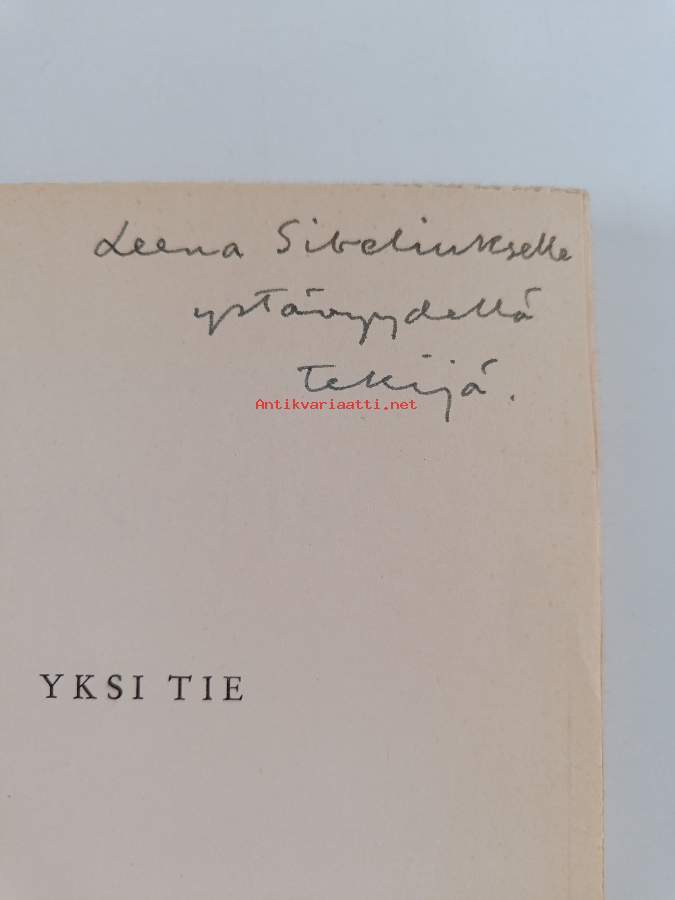 Leena Sibeliukselle
ystävyydellä
tekijä.
Antikvariaatti.net
YKSI TIE